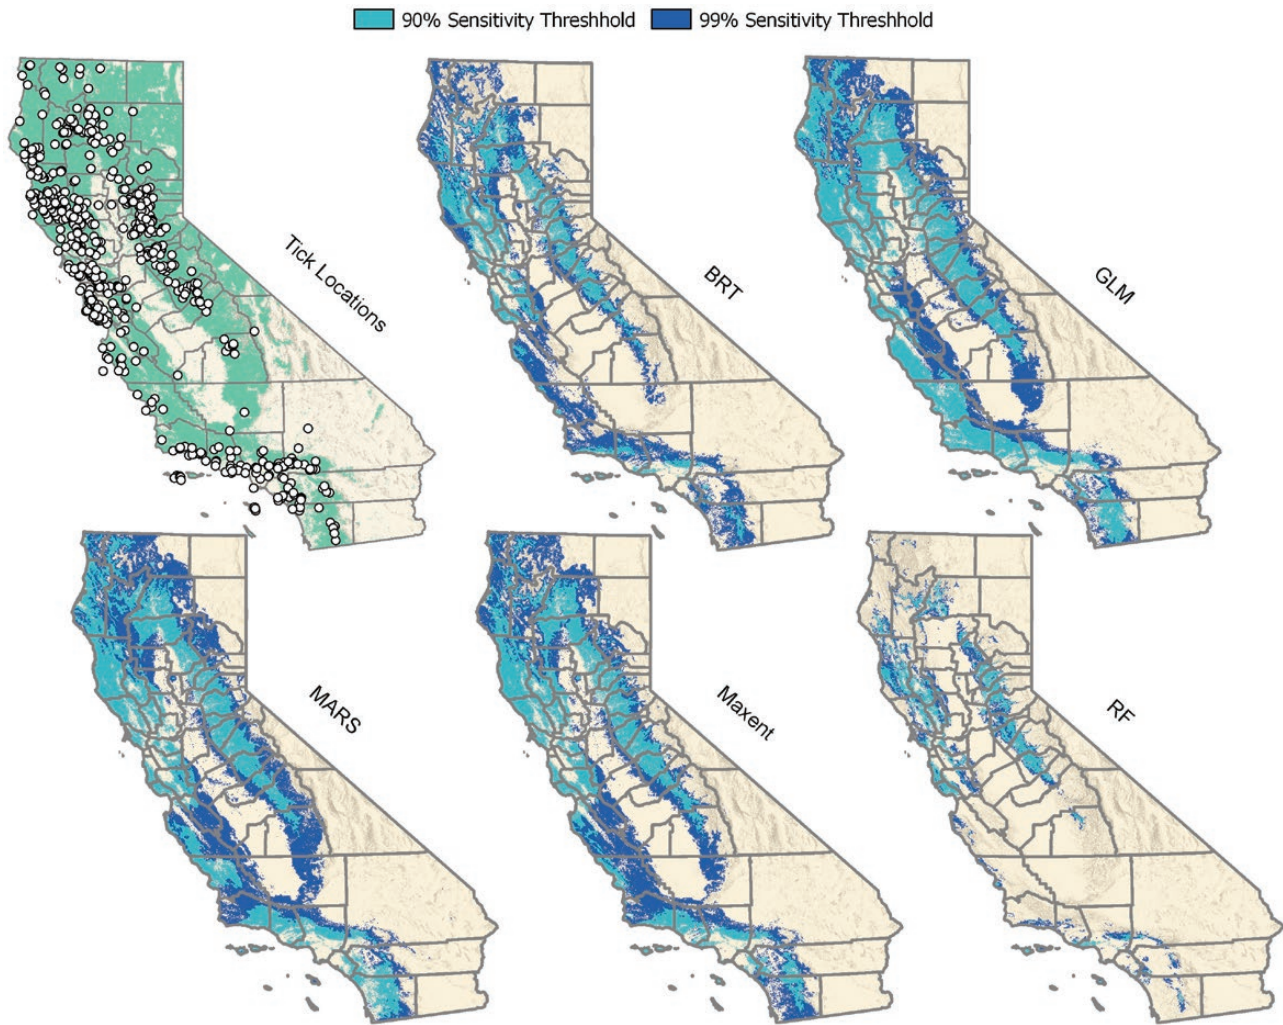 90% Sensitivity Threshhold
99% Sensitivity Threshhold
Tick Locations
BRT
GLM
MARS
Maxent
RF